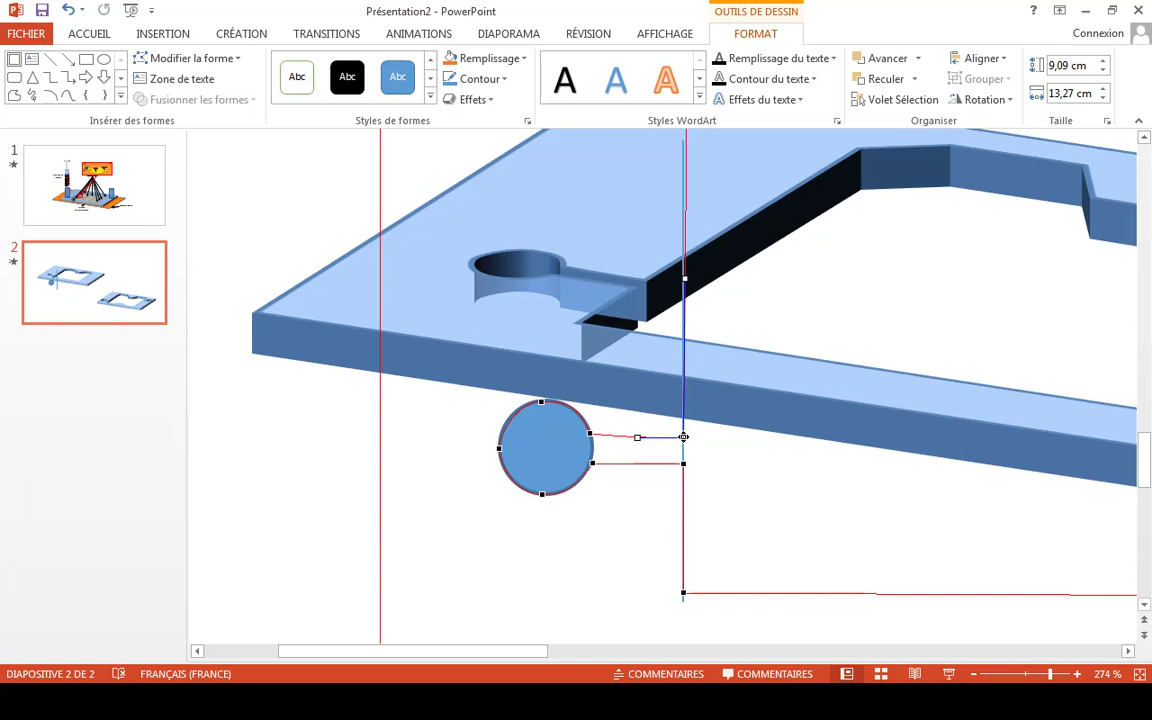 Présentation2 - PowerPoint
OUTILS DE DESSIN
FICHIER ACCUEIL INSERTION CRÉATION TRANSITIONS ANIMATIONS DIAPORAMA RÉVISION AFFICHAGE FORMAT Connexion
Modifier la forme
Zone de texte
Fusionner les formes
Insérer des formes
Abc Abc Abc
Remplissage
Contour
Effets
Styles de formes
A A A
Remplissage du texte
Contour du texte
Effets du texte
Styles WordArt
Avancer
Reculer
Volet Sélection
Aligner
Grouper
Rotation
Organiser
9,09 cm
13,27 cm
Taille
1
2
DIAPOSITIVE 2 DE 2 FRANÇAIS (FRANCE) COMMENTAIRES COMMENTAIRES 274 %